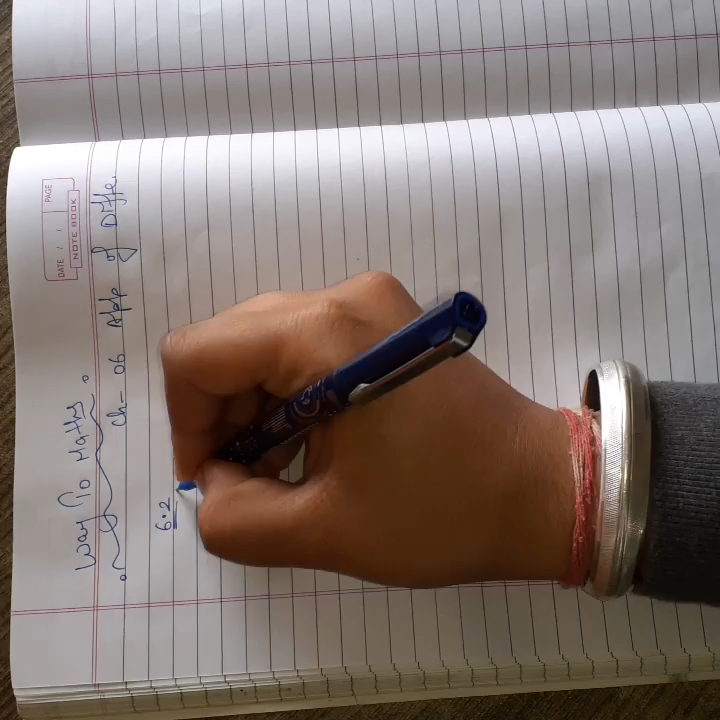 PAGE
DATE / /
NOTE BOOK
Way To Maths
Ch- 06 App of Diffe.
6.2